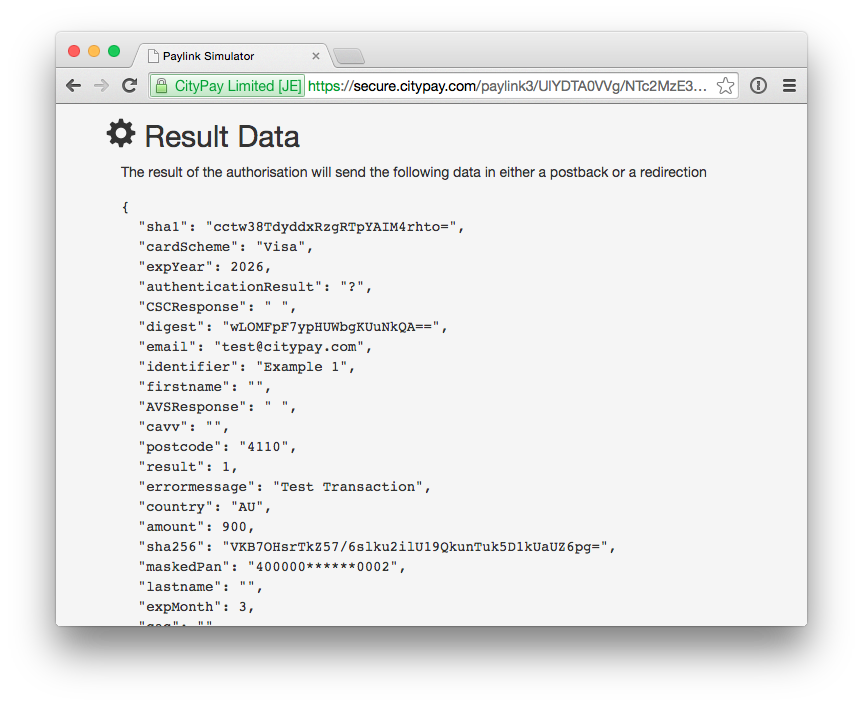 Paylink Simulator
CityPay Limited [JE] https://secure.citypay.com/paylink3/UlYDTA0VVg/NTc2MzE3...
Result Data
The result of the authorisation will send the following data in either a postback or a redirection
{
"sha1": "cctw38TdyddxRzgRTpYAIM4rhto=",
"cardScheme": "Visa",
"expYear": 2026,
"authenticationResult": "?",
"CSCResponse": " ",
"digest": "wLOMFpF7ypHUWbgKUuNkQA==",
"email": "test@citypay.com",
"identifier": "Example 1",
"firstname": "",
"AVSResponse": " ",
"cavv": "",
"postcode": "4110",
"result": 1,
"errormessage": "Test Transaction",
"country": "AU",
"amount": 900,
"sha256": "VKB7OHsrTkZ57/6slku2ilU19QkunTuk5D1kUaUZ6pg=",
"maskedPan": "400000******0002",
"lastname": "",
"expMonth": 3,